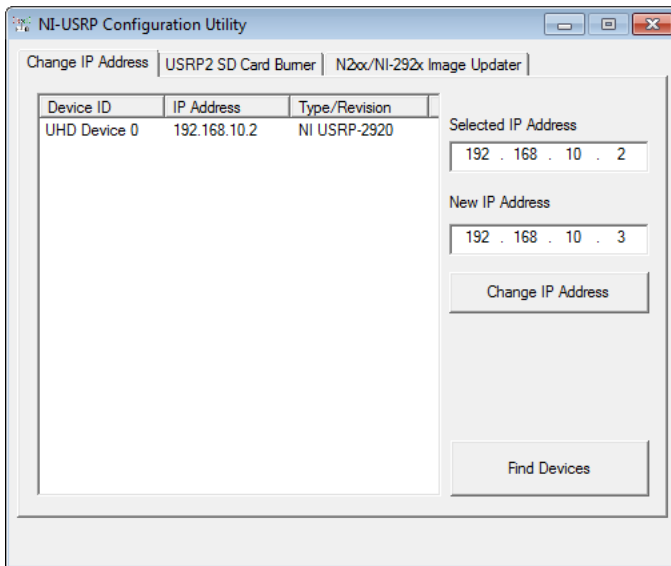 NI-USRP Configuration Utility
Change IP Address USRP2 SD Card Burner N2xx/NI-292x Image Updater
Device ID IP Address Type/Revision
UHD Device 0 192.168.10.2 NI USRP-2920
Selected IP Address
192 . 168 . 10 . 2
New IP Address
192 . 168 . 10 . 3
Change IP Address
Find Devices